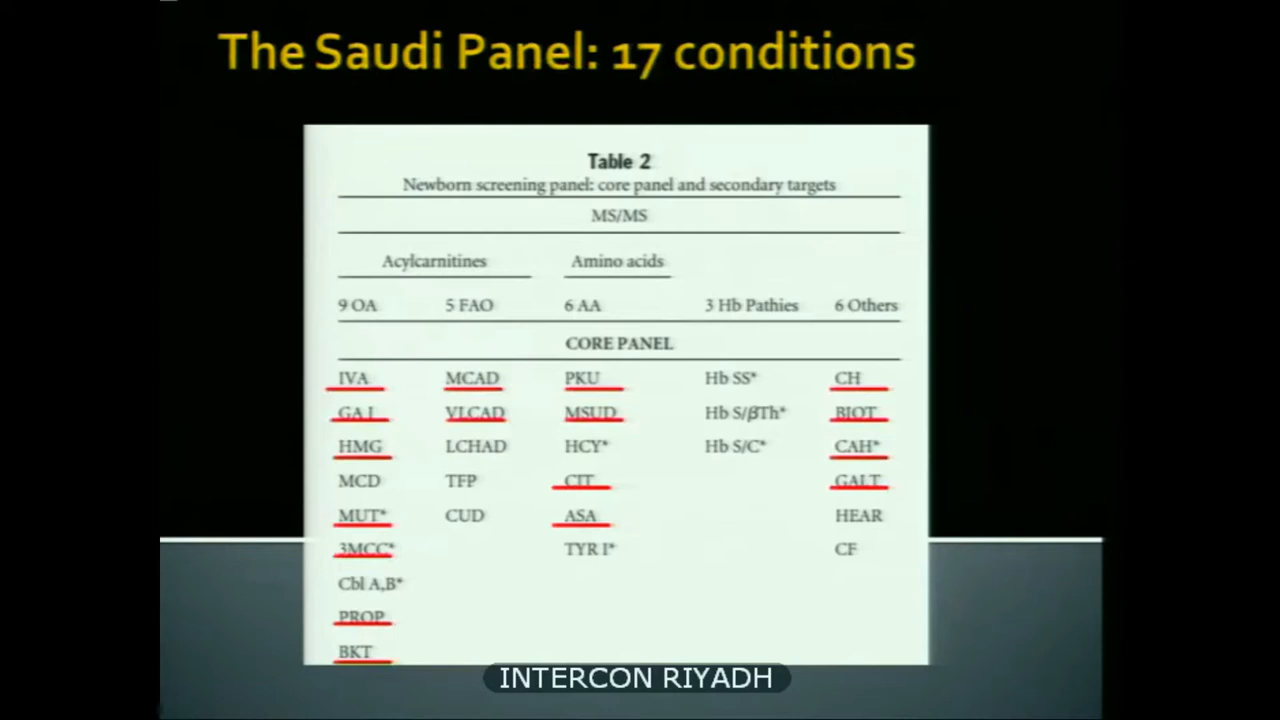 The Saudi Panel: 17 conditions
Table 2
Newborn screening panel: core panel and secondary targets
MS/MS
Acylcarnitines Amino acids
9 OA 5 FAO 6 AA 3 Hb Pathies 6 Others
CORE PANEL
IVA MCAD PKU Hb SS* CH
GA I VLCAD MSUD Hb S/βTh* BIOT
HMG LCHAD HCY* Hb S/C* CAH*
MCD TFP CIT GALT
MUT* CUD ASA HEAR
3MCC* TYR I* CF
Cbl A,B*
PROP
BKT
INTERCON RIYADH